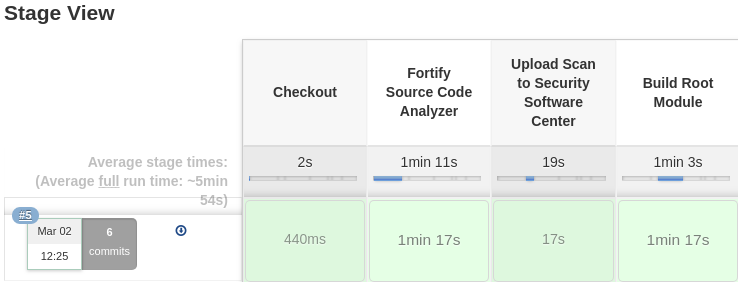 Stage View
Checkout
Fortify
Source Code
Analyzer
Upload Scan
to Security
Software
Center
Build Root
Module
Average stage times:
(Average full run time: ~5min
54s)
2s
1min 11s
19s
1min 3s
#5
Mar 02
12:25
6
commits
440ms
1min 17s
17s
1min 17s